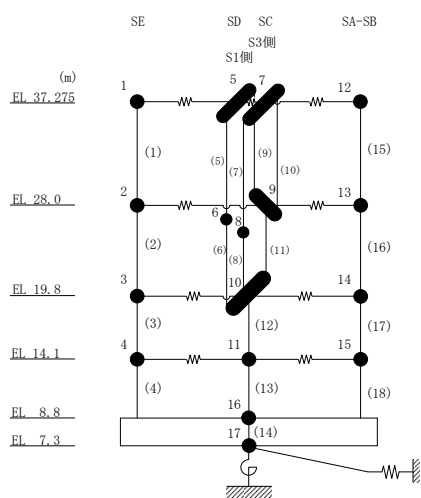 SE SD SC SA-SB
S3側
S1側
(m)
1 5 7 12
EL 37.275
(1) (5) (7) (9) (10) (15)
2 9 13
EL 28.0
6 8
(2) (6) (8) (11) (16)
3 10 14
EL 19.8
(3) (12) (17)
4 11 15
EL 14.1
(4) (13) (18)
16
EL 8.8
17 (14)
EL 7.3